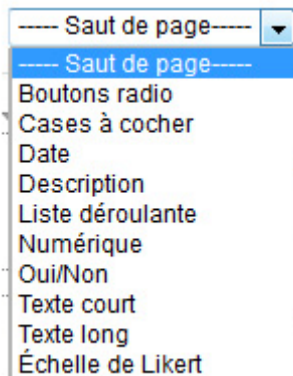 ----- Saut de page-----
----- Saut de page-----
Boutons radio
Cases à cocher
Date
Description
Liste déroulante
Numérique
Oui/Non
Texte court
Texte long
Échelle de Likert